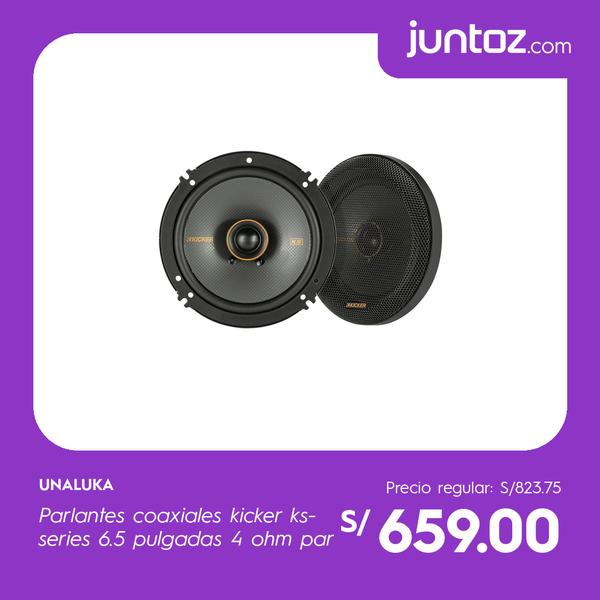 juntoz.com
KICKER
KS
KICKER
UNALUKA
Precio regular: S/823.75
Parlantes coaxiales kicker ks-
series 6.5 pulgadas 4 ohm par
S/ 659.00